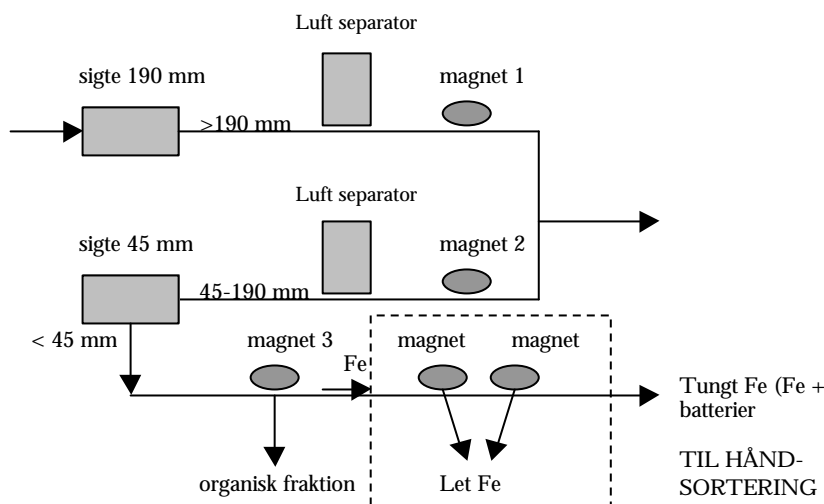 Luft separator
sigte 190 mm
magnet 1
>190 mm
Luft separator
sigte 45 mm
magnet 2
45-190 mm
< 45 mm
magnet 3
Fe
magnet
magnet
Tungt Fe (Fe +
batterier
organisk fraktion
Let Fe
TIL HÅND-
SORTERING